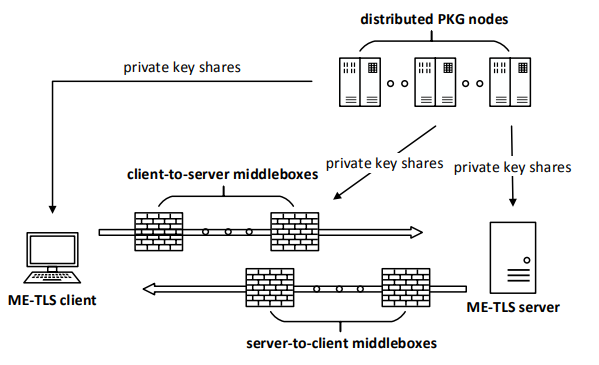 distributed PKG nodes
private key shares
private key shares
private key shares
client-to-server middleboxes
ME-TLS client
ME-TLS server
server-to-client middleboxes